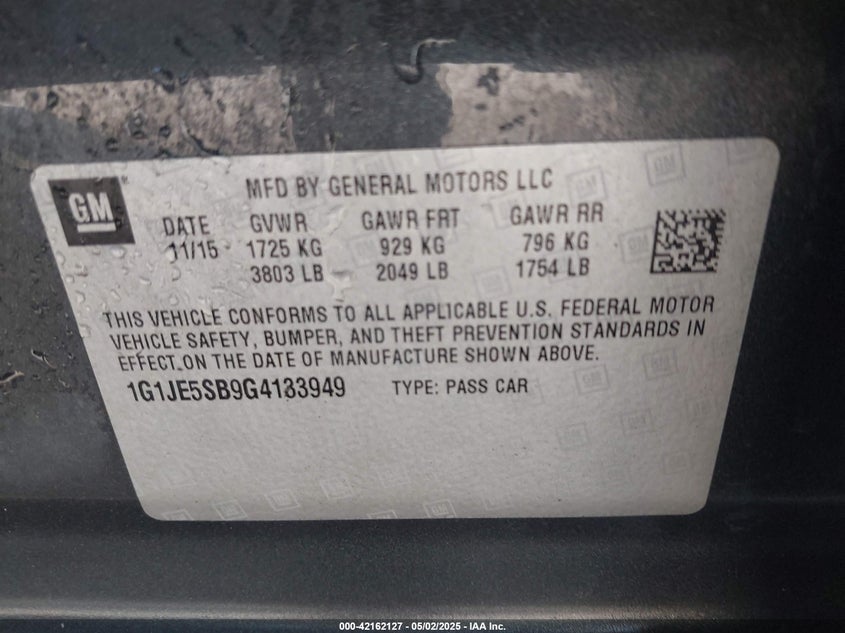 GM
MFD BY GENERAL MOTORS LLC
DATE GVWR GAWR FRT GAWR RR
11/15 1725 KG 929 KG 796 KG
3803 LB 2049 LB 1754 LB
THIS VEHICLE CONFORMS TO ALL APPLICABLE U.S. FEDERAL MOTOR
VEHICLE SAFETY, BUMPER, AND THEFT PREVENTION STANDARDS IN
EFFECT ON THE DATE OF MANUFACTURE SHOWN ABOVE.
1G1JE5SB9G4133949 TYPE: PASS CAR
000-42162127 - 05/02/2025 - IAA Inc.